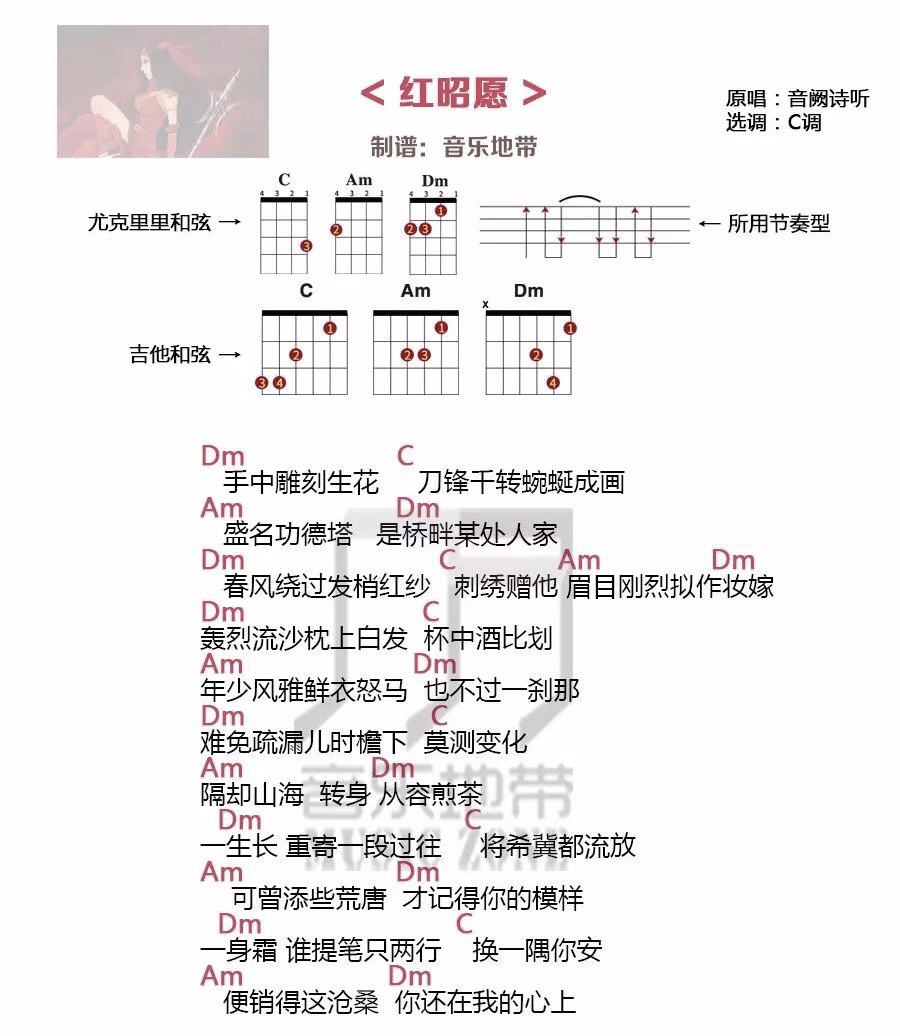 < 红昭愿 >
原唱：音阙诗听
选调：C调
制谱：音乐地带
C Am Dm
4 3 2 1 4 3 2 1 4 3 2 1
尤克里里和弦 → ← 所用节奏型
3 2 1 2 3
C Am Dm
x
吉他和弦 →
1 2 3 4 1 2 3 1 2 4
Dm C
手中雕刻生花 刀锋千转蜿蜒成画
Am Dm
盛名功德塔 是桥畔某处人家
Dm C Am Dm
春风绕过发梢红纱 刺绣赠他 眉目刚烈拟作妆嫁
Dm C
轰烈流沙枕上白发 杯中酒比划
Am Dm
年少风雅鲜衣怒马 也不过一刹那
Dm C
难免疏漏儿时檐下 莫测变化
Am Dm
隔却山海 转身 从容煎茶
Dm C
一生长 重寄一段过往 将希冀都流放
Am Dm
可曾添些荒唐 才记得你的模样
Dm C
一身霜 谁提笔只两行 换一隅你安
Am Dm
便销得这沧桑 你还在我的心上
音乐地带
MUSIC ZONE